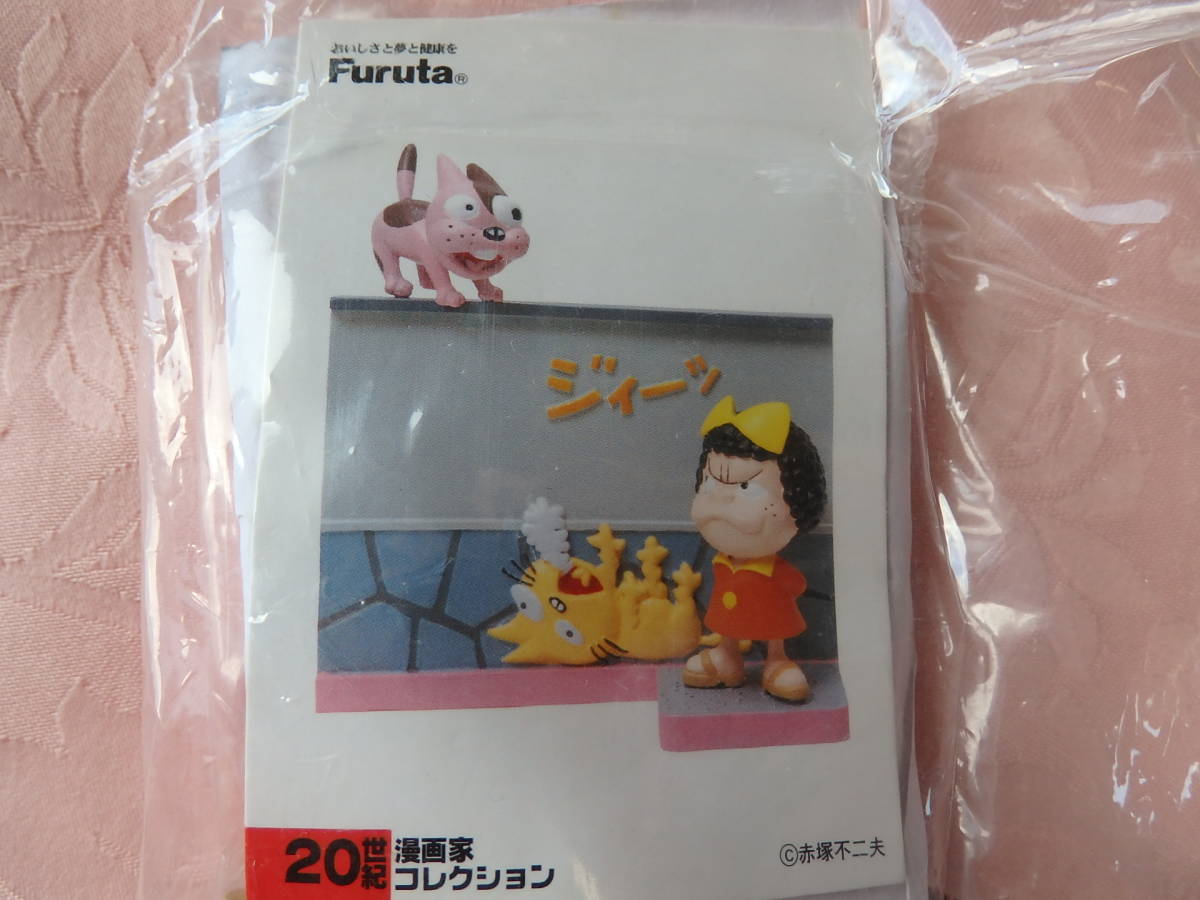 おいしさと夢と健康を
Furuta®
ジィーッ
20世紀
漫画家
コレクション
©赤塚不二夫